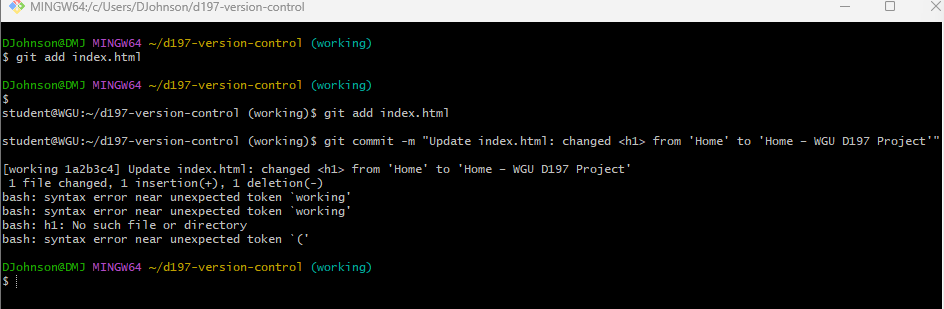 MINGW64:/c/Users/DJohnson/d197-version-control
DJohnson@DMJ MINGW64 ~/d197-version-control (working)
$ git add index.html
DJohnson@DMJ MINGW64 ~/d197-version-control (working)
$
student@WGU:~/d197-version-control (working)$ git add index.html
student@WGU:~/d197-version-control (working)$ git commit -m "Update index.html: changed <h1> from 'Home' to 'Home – WGU D197 Project'"
[working 1a2b3c4] Update index.html: changed <h1> from 'Home' to 'Home – WGU D197 Project'
1 file changed, 1 insertion(+), 1 deletion(-)
bash: syntax error near unexpected token `working'
bash: syntax error near unexpected token `working'
bash: h1: No such file or directory
bash: syntax error near unexpected token `('
DJohnson@DMJ MINGW64 ~/d197-version-control (working)
$